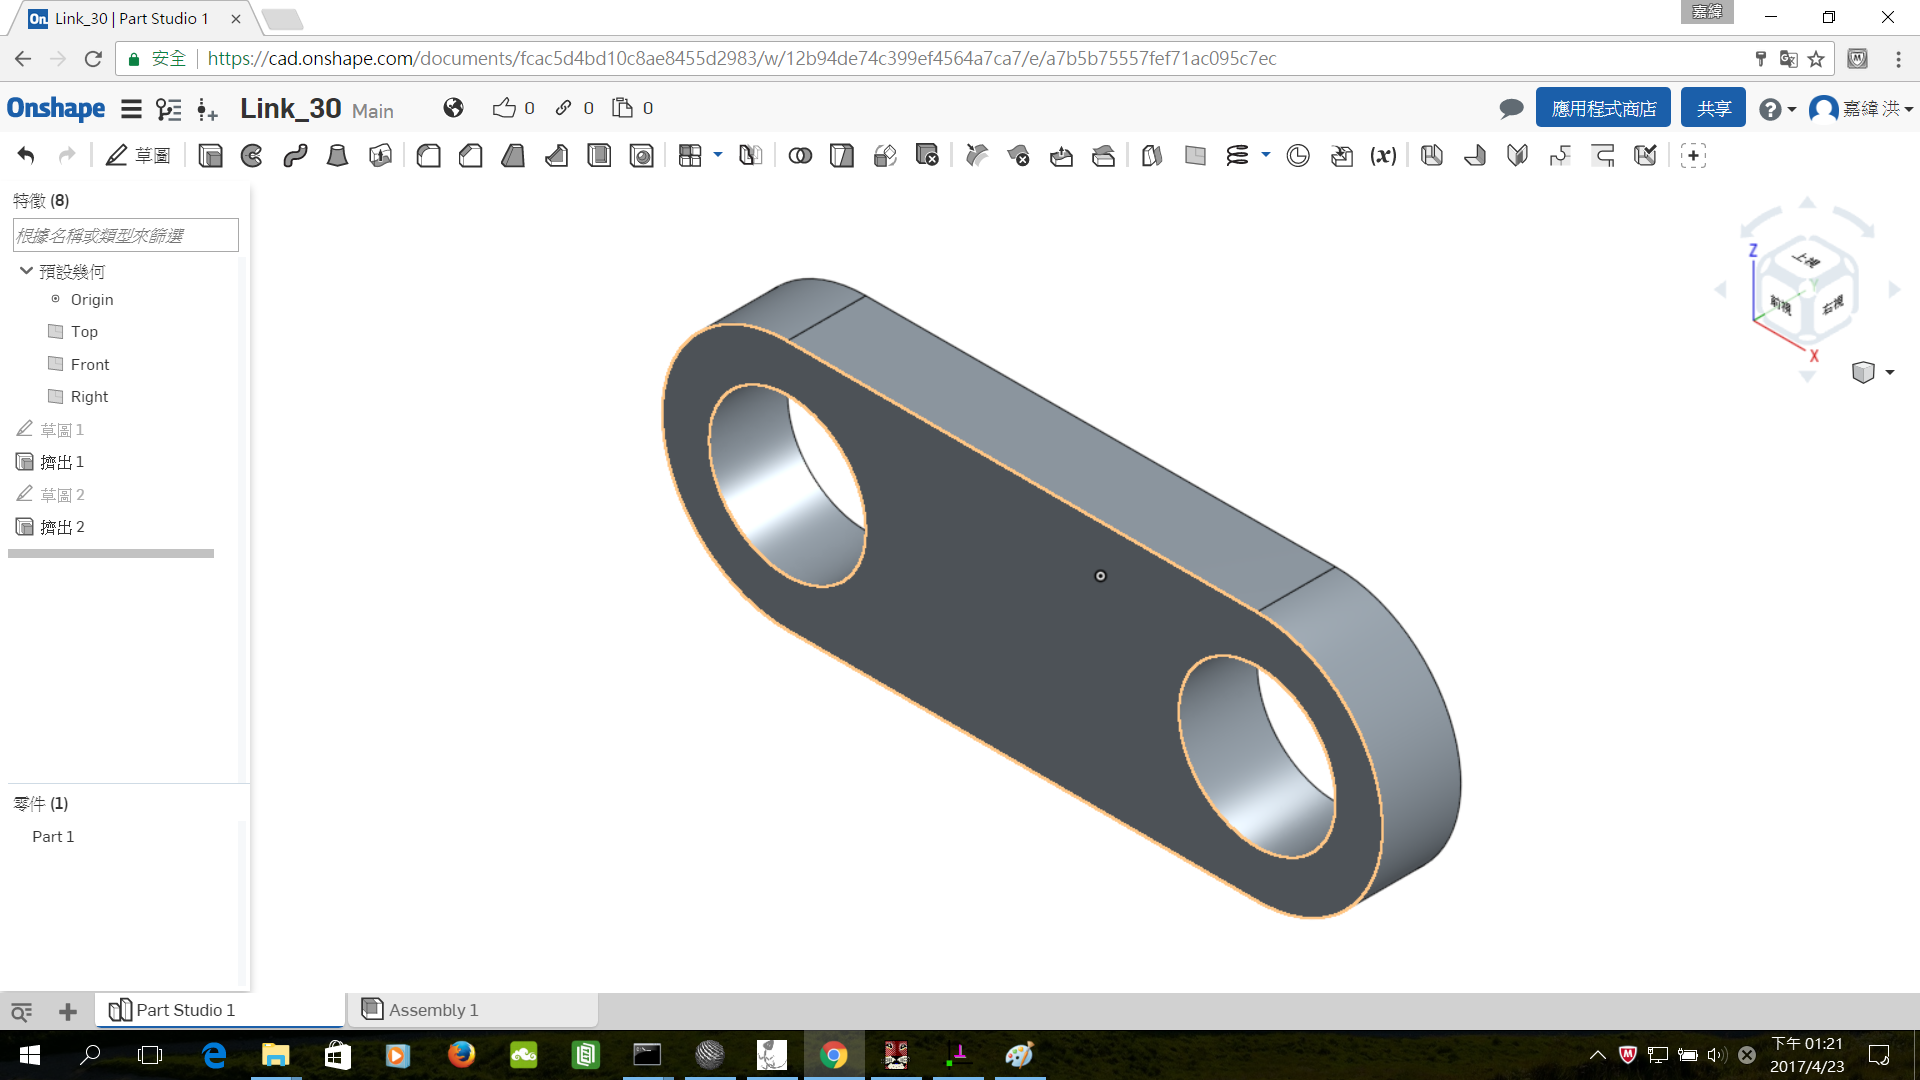 Link_30 | Part Studio 1
嘉緯
安全 https://cad.onshape.com/documents/fcac5d4bd10c8ae8455d2983/w/12b94de74c399ef4564a7ca7/e/a7b5b75557fef71ac095c7ec
Onshape Link_30 Main 0 0 0 應用程式商店 共享 嘉緯 洪
草圖 (x)
特徵 (8)
根據名稱或類型來篩選
預設幾何
Origin
Top
Front
Right
草圖 1
擠出 1
草圖 2
擠出 2
Z
上視
前視
右視
Y
X
零件 (1)
Part 1
Part Studio 1
Assembly 1
下午 01:21
2017/4/23